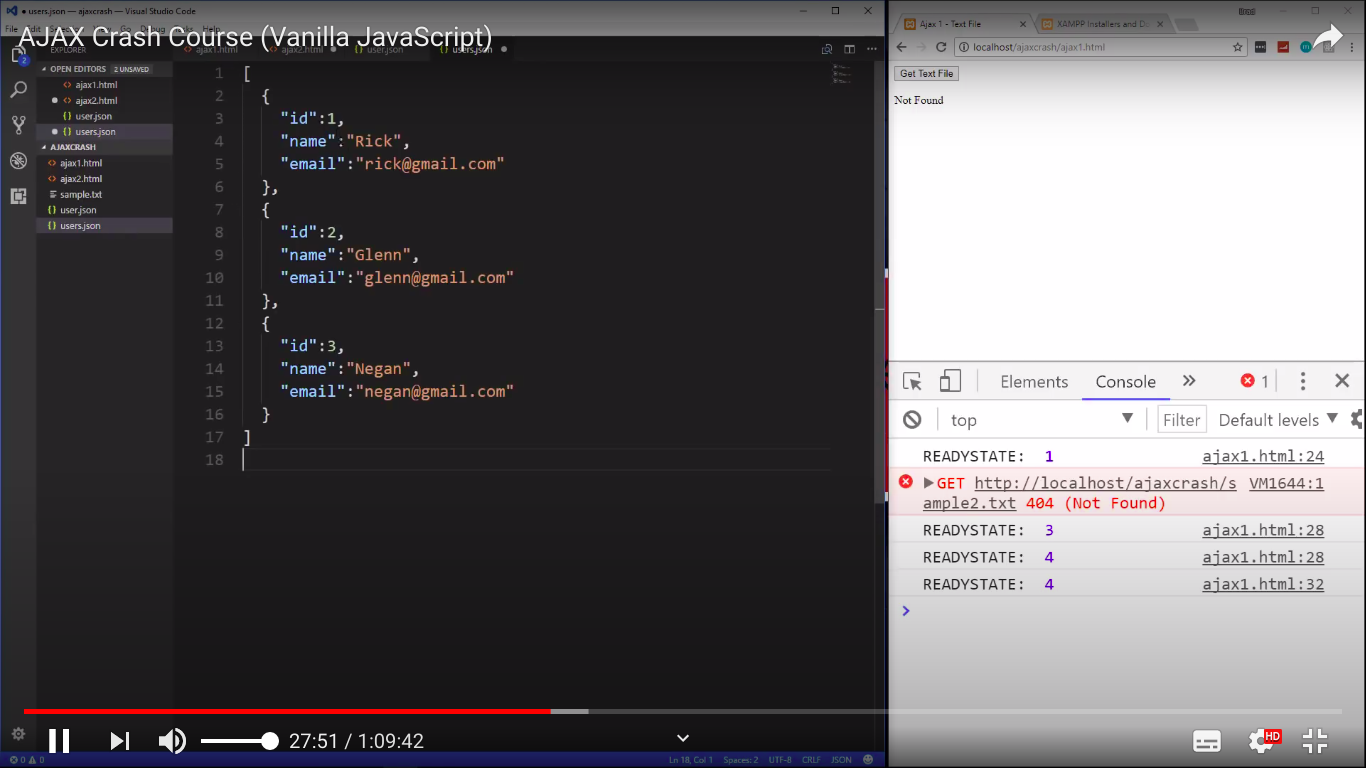 ● users.json — ajaxcrash — Visual Studio Code
AJAX Crash Course (Vanilla JavaScript)
EXPLORER
ajax1.html
ajax2.html
user.json
users.json
OPEN EDITORS 2 UNSAVED
ajax1.html
ajax2.html
user.json
users.json
AJAXCRASH
ajax1.html
ajax2.html
sample.txt
user.json
users.json
2
1 [
2 {
3 "id":1,
4 "name":"Rick",
5 "email":"rick@gmail.com"
6 },
7 {
8 "id":2,
9 "name":"Glenn",
10 "email":"glenn@gmail.com"
11 },
12 {
13 "id":3,
14 "name":"Negan",
15 "email":"negan@gmail.com"
16 }
17 ]
18
Ajax 1 - Text File
XAMPP Installers and Do
Brad
localhost/ajaxcrash/ajax1.html
Get Text File
Not Found
Elements Console » 1
top Filter Default levels
READYSTATE: 1 ajax1.html:24
GET http://localhost/ajaxcrash/s VM1644:1
ample2.txt 404 (Not Found)
READYSTATE: 3 ajax1.html:28
READYSTATE: 4 ajax1.html:28
READYSTATE: 4 ajax1.html:32
27:51 / 1:09:42
HD
0 0 Ln 18, Col 1 Spaces: 2 UTF-8 CRLF JSON